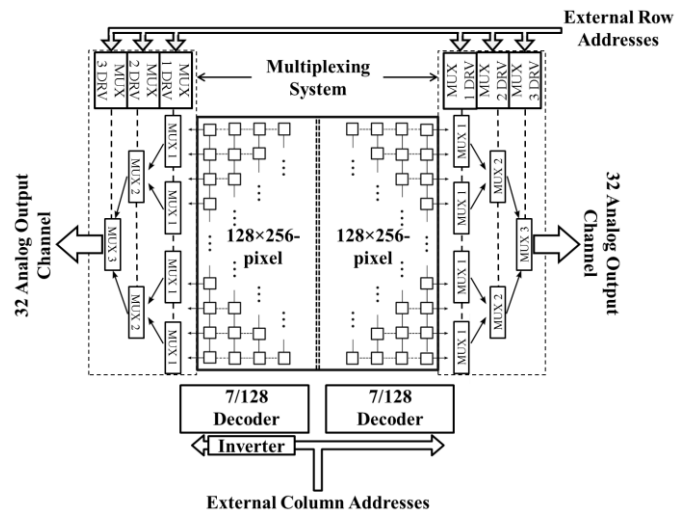 External Row
Addresses
MUX
3 DRV
MUX
2 DRV
MUX
1 DRV
Multiplexing
System
MUX
1 DRV
MUX
2 DRV
MUX
3 DRV
MUX 1
MUX 1
MUX 1
MUX 1
MUX 2
MUX 2
MUX 3
32 Analog Output
Channel
128×256-
pixel
128×256-
pixel
MUX 1
MUX 1
MUX 1
MUX 1
MUX 2
MUX 2
MUX 3
32 Analog Output
Channel
7/128
Decoder
7/128
Decoder
Inverter
External Column Addresses